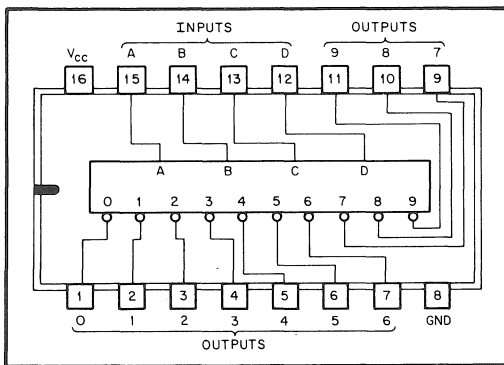 INPUTS OUTPUTS
VCC A B C D 9 8 7
16 15 14 13 12 11 10 9
A B C D
0 1 2 3 4 5 6 7 8 9
1 2 3 4 5 6 7 8
0 1 2 3 4 5 6 GND
OUTPUTS